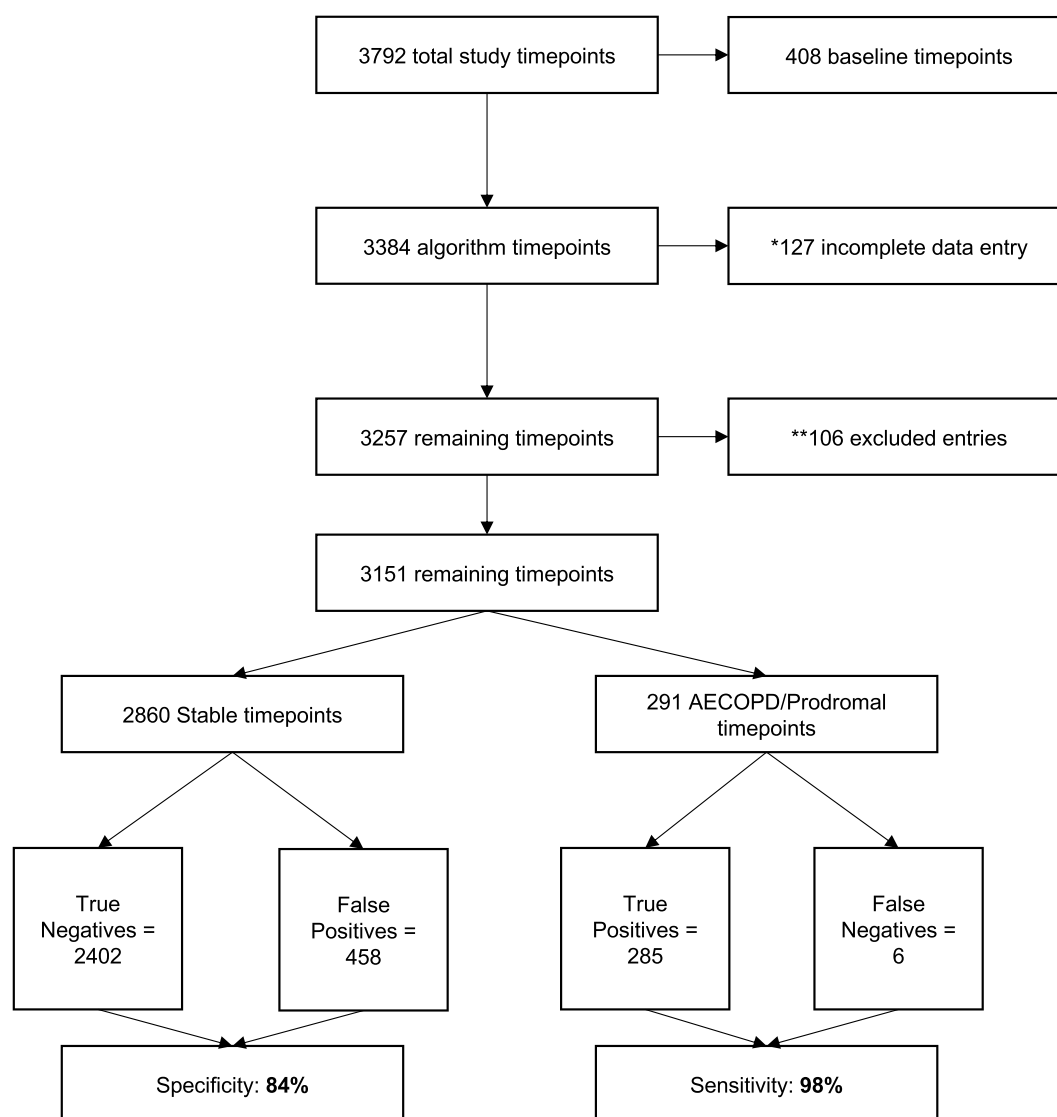 3792 total study timepoints
408 baseline timepoints
3384 algorithm timepoints
*127 incomplete data entry
3257 remaining timepoints
**106 excluded entries
3151 remaining timepoints
2860 Stable timepoints
291 AECOPD/Prodromal
timepoints
True
Negatives =
2402
False
Positives =
458
True
Positives =
285
False
Negatives =
6
Specificity: 84%
Sensitivity: 98%